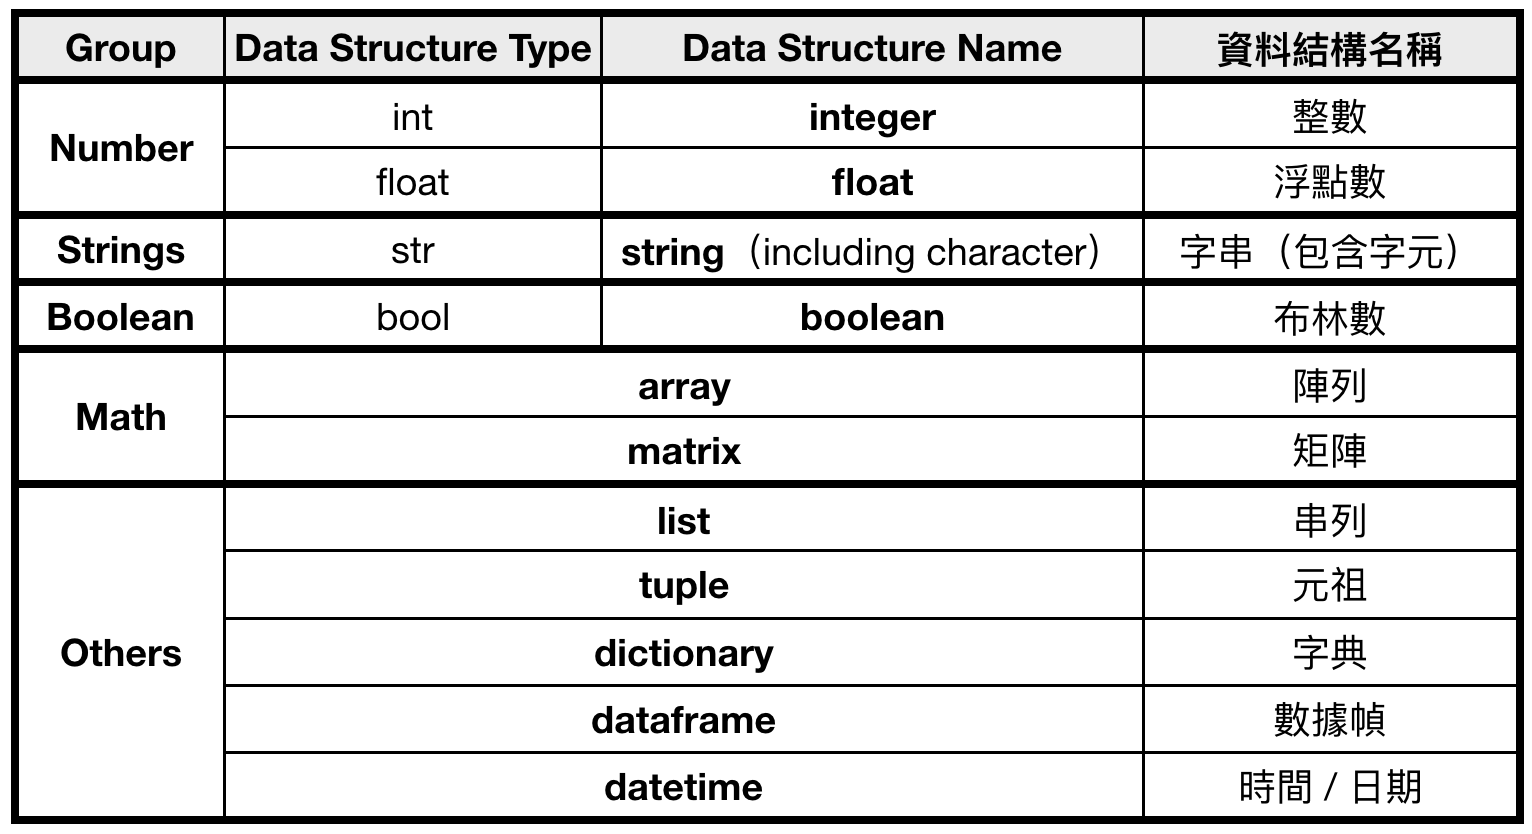 Group Data Structure Type Data Structure Name 資料結構名稱
Number
int integer 整數
float float 浮點數
Strings str string（including character） 字串（包含字元）
Boolean bool boolean 布林數
Math
array 陣列
matrix 矩陣
Others
list 串列
tuple 元祖
dictionary 字典
dataframe 數據幀
datetime 時間 / 日期